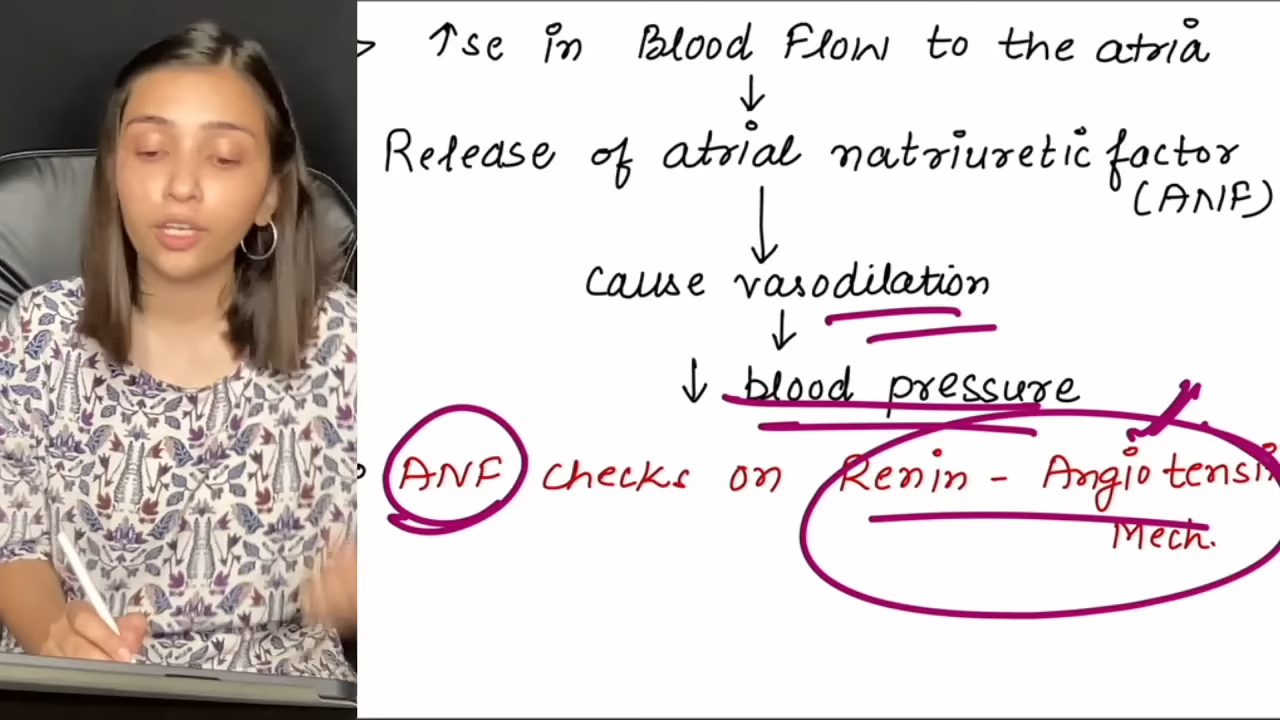 ↑se in Blood Flow to the atria
↓
Release of atrial natriuretic factor
(ANF)
↓
cause vasodilation
↓
↓ blood pressure
ANF checks on Renin - Angiotensin
Mech.